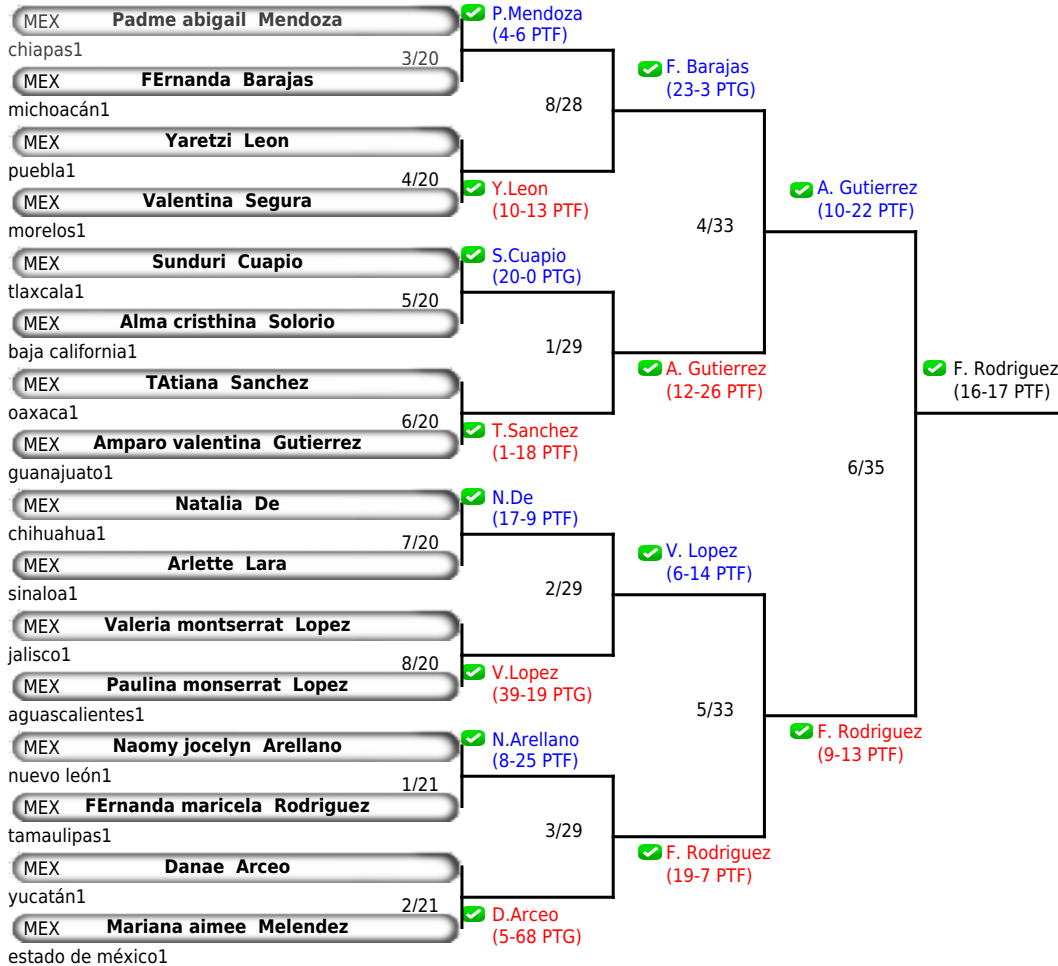 MEX Padme abigail Mendoza
chiapas1
3/20
MEX FErnanda Barajas
michoacán1
MEX Yaretzi Leon
puebla1
4/20
MEX Valentina Segura
morelos1
MEX Sunduri Cuapio
tlaxcala1
5/20
MEX Alma cristhina Solorio
baja california1
MEX TAtiana Sanchez
oaxaca1
6/20
MEX Amparo valentina Gutierrez
guanajuato1
MEX Natalia De
chihuahua1
7/20
MEX Arlette Lara
sinaloa1
MEX Valeria montserrat Lopez
jalisco1
8/20
MEX Paulina monserrat Lopez
aguascalientes1
MEX Naomy jocelyn Arellano
nuevo león1
1/21
MEX FErnanda maricela Rodriguez
tamaulipas1
MEX Danae Arceo
yucatán1
2/21
MEX Mariana aimee Melendez
estado de méxico1
P.Mendoza
(4-6 PTF)
8/28
Y.Leon
(10-13 PTF)
S.Cuapio
(20-0 PTG)
1/29
T.Sanchez
(1-18 PTF)
N.De
(17-9 PTF)
2/29
V.Lopez
(39-19 PTG)
N.Arellano
(8-25 PTF)
3/29
D.Arceo
(5-68 PTG)
F. Barajas
(23-3 PTG)
4/33
A. Gutierrez
(12-26 PTF)
V. Lopez
(6-14 PTF)
5/33
F. Rodriguez
(19-7 PTF)
A. Gutierrez
(10-22 PTF)
6/35
F. Rodriguez
(9-13 PTF)
F. Rodriguez
(16-17 PTF)